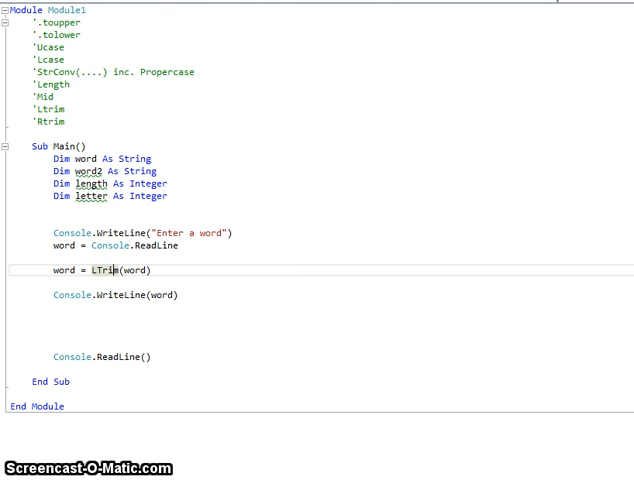 Module Module1
'.toupper
'.tolower
'Ucase
'Lcase
'StrConv(....) inc. Propercase
'Length
'Mid
'Ltrim
'Rtrim
Sub Main()
Dim word As String
Dim word2 As String
Dim length As Integer
Dim letter As Integer
Console.WriteLine("Enter a word")
word = Console.ReadLine
word = LTrim(word)
Console.WriteLine(word)
Console.ReadLine()
End Sub
End Module
Screencast-O-Matic.com